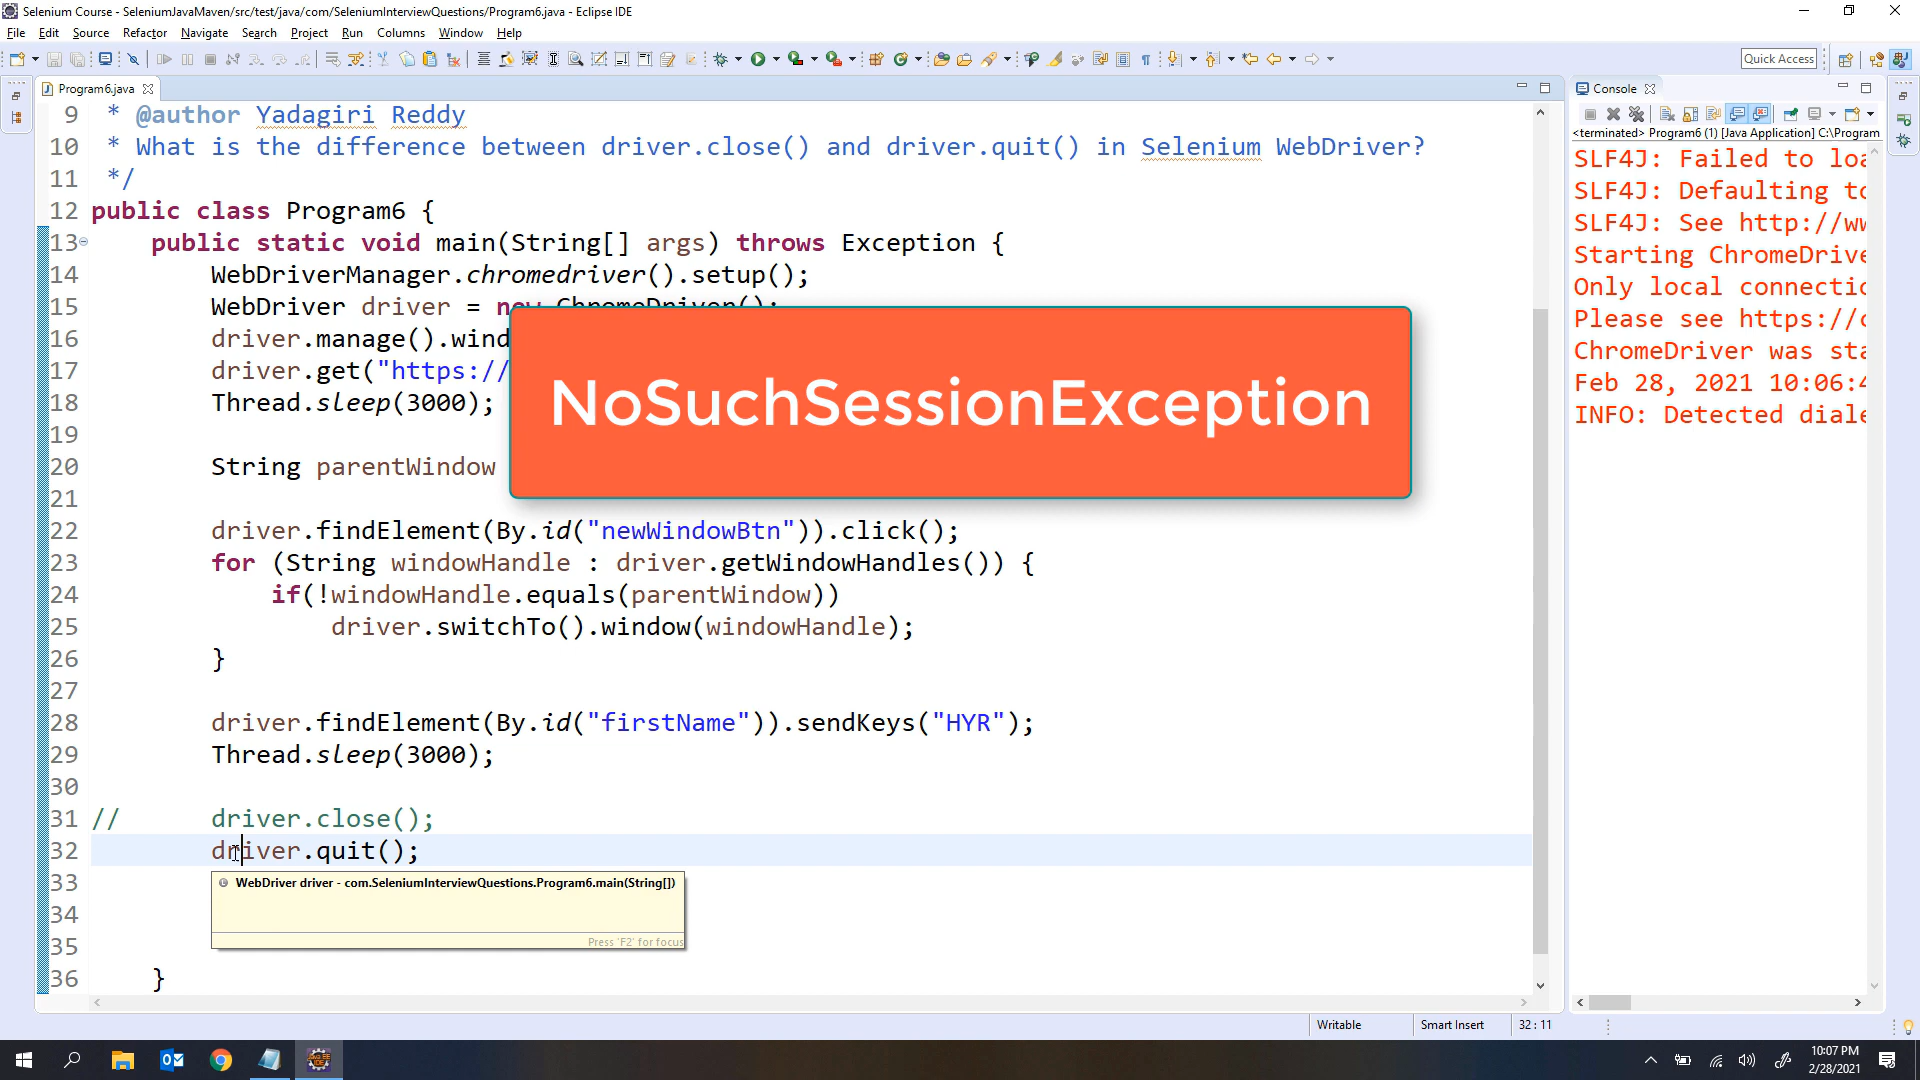 Selenium Course - SeleniumJavaMaven/src/test/java/com/SeleniumInterviewQuestions/Program6.java - Eclipse IDE
File Edit Source Refactor Navigate Search Project Run Columns Window Help
Quick Access
Program6.java
9 * @author Yadagiri Reddy
10 * What is the difference between driver.close() and driver.quit() in Selenium WebDriver?
11 */
12 public class Program6 {
13 public static void main(String[] args) throws Exception {
14 WebDriverManager.chromedriver().setup();
15 WebDriver driver = new ChromeDriver();
16 driver.manage().wind
17 driver.get("https://
18 Thread.sleep(3000);
19
20 String parentWindow
21
22 driver.findElement(By.id("newWindowBtn")).click();
23 for (String windowHandle : driver.getWindowHandles()) {
24 if(!windowHandle.equals(parentWindow))
25 driver.switchTo().window(windowHandle);
26 }
27
28 driver.findElement(By.id("firstName")).sendKeys("HYR");
29 Thread.sleep(3000);
30
31 // driver.close();
32 driver.quit();
33
34
35
36 }
NoSuchSessionException
WebDriver driver - com.SeleniumInterviewQuestions.Program6.main(String[])
Press 'F2' for focus
Console
<terminated> Program6 (1) [Java Application] C:\Program
SLF4J: Failed to loa
SLF4J: Defaulting to
SLF4J: See http://ww
Starting ChromeDrive
Only local connectio
Please see https://c
ChromeDriver was sta
Feb 28, 2021 10:06:4
INFO: Detected diale
Writable Smart Insert 32 : 11
10:07 PM
2/28/2021